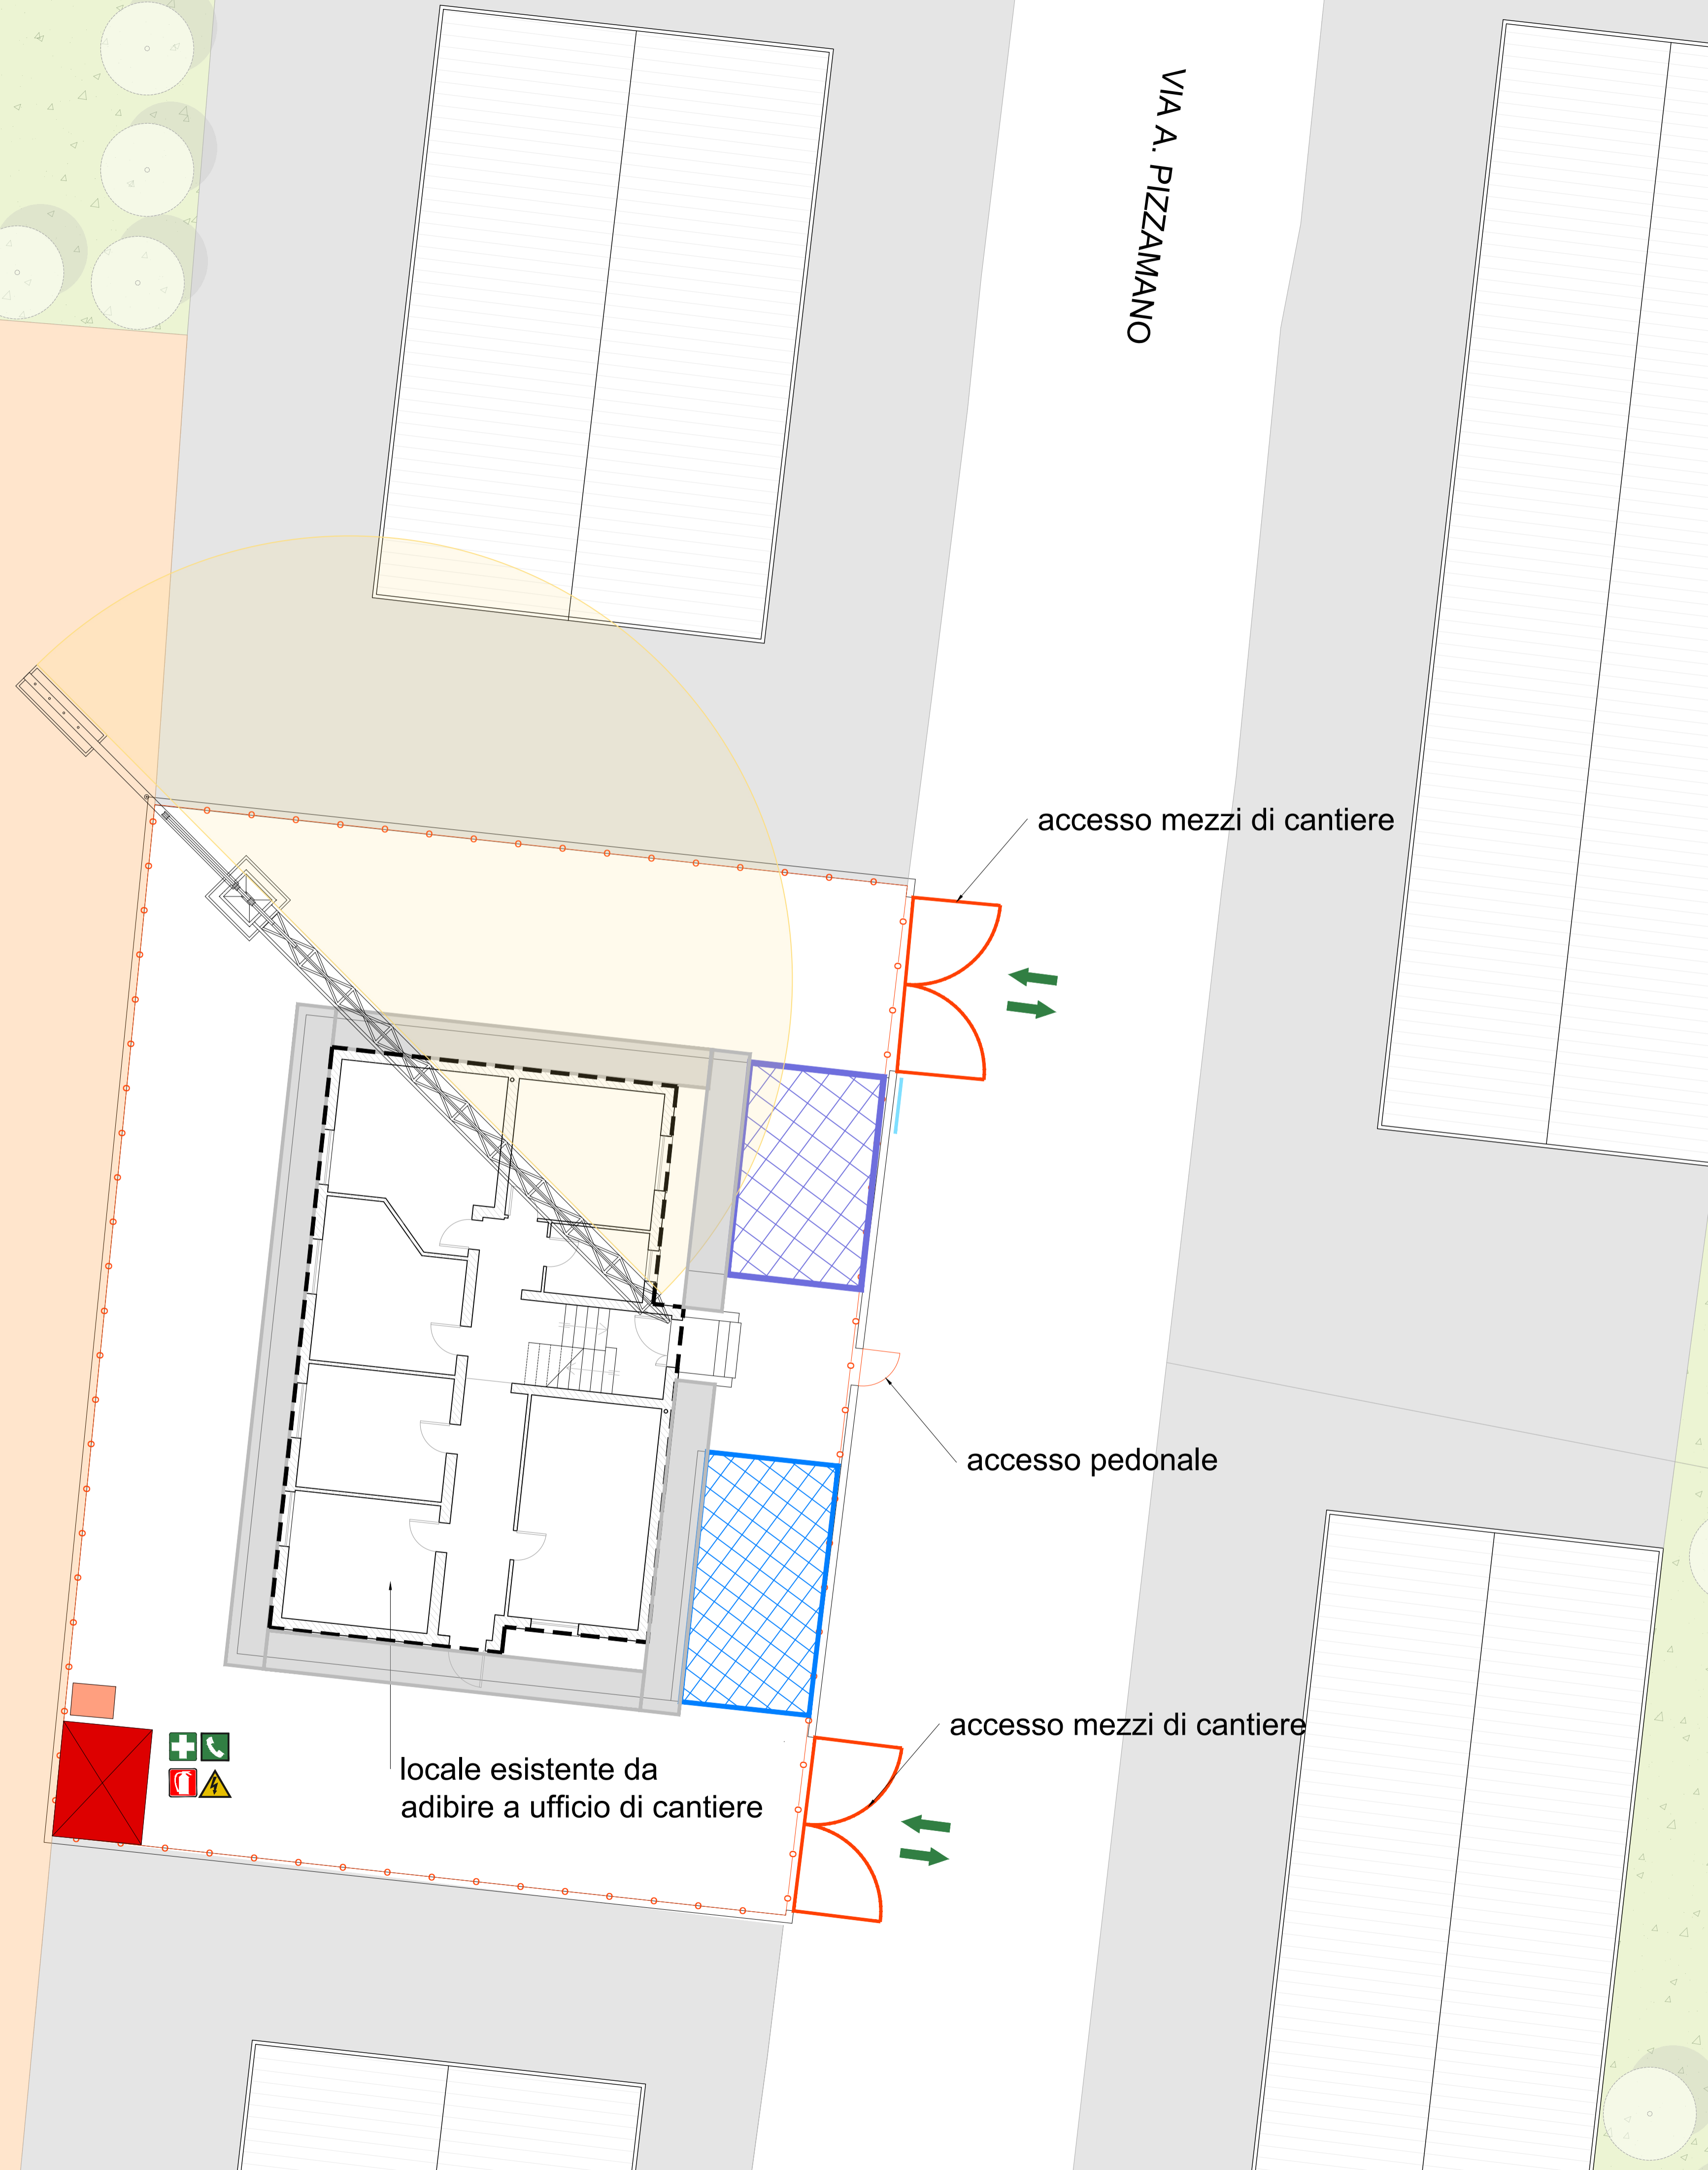 VIA A. PIZZAMANO
accesso mezzi di cantiere
accesso pedonale
accesso mezzi di cantiere
locale esistente da
adibire a ufficio di cantiere